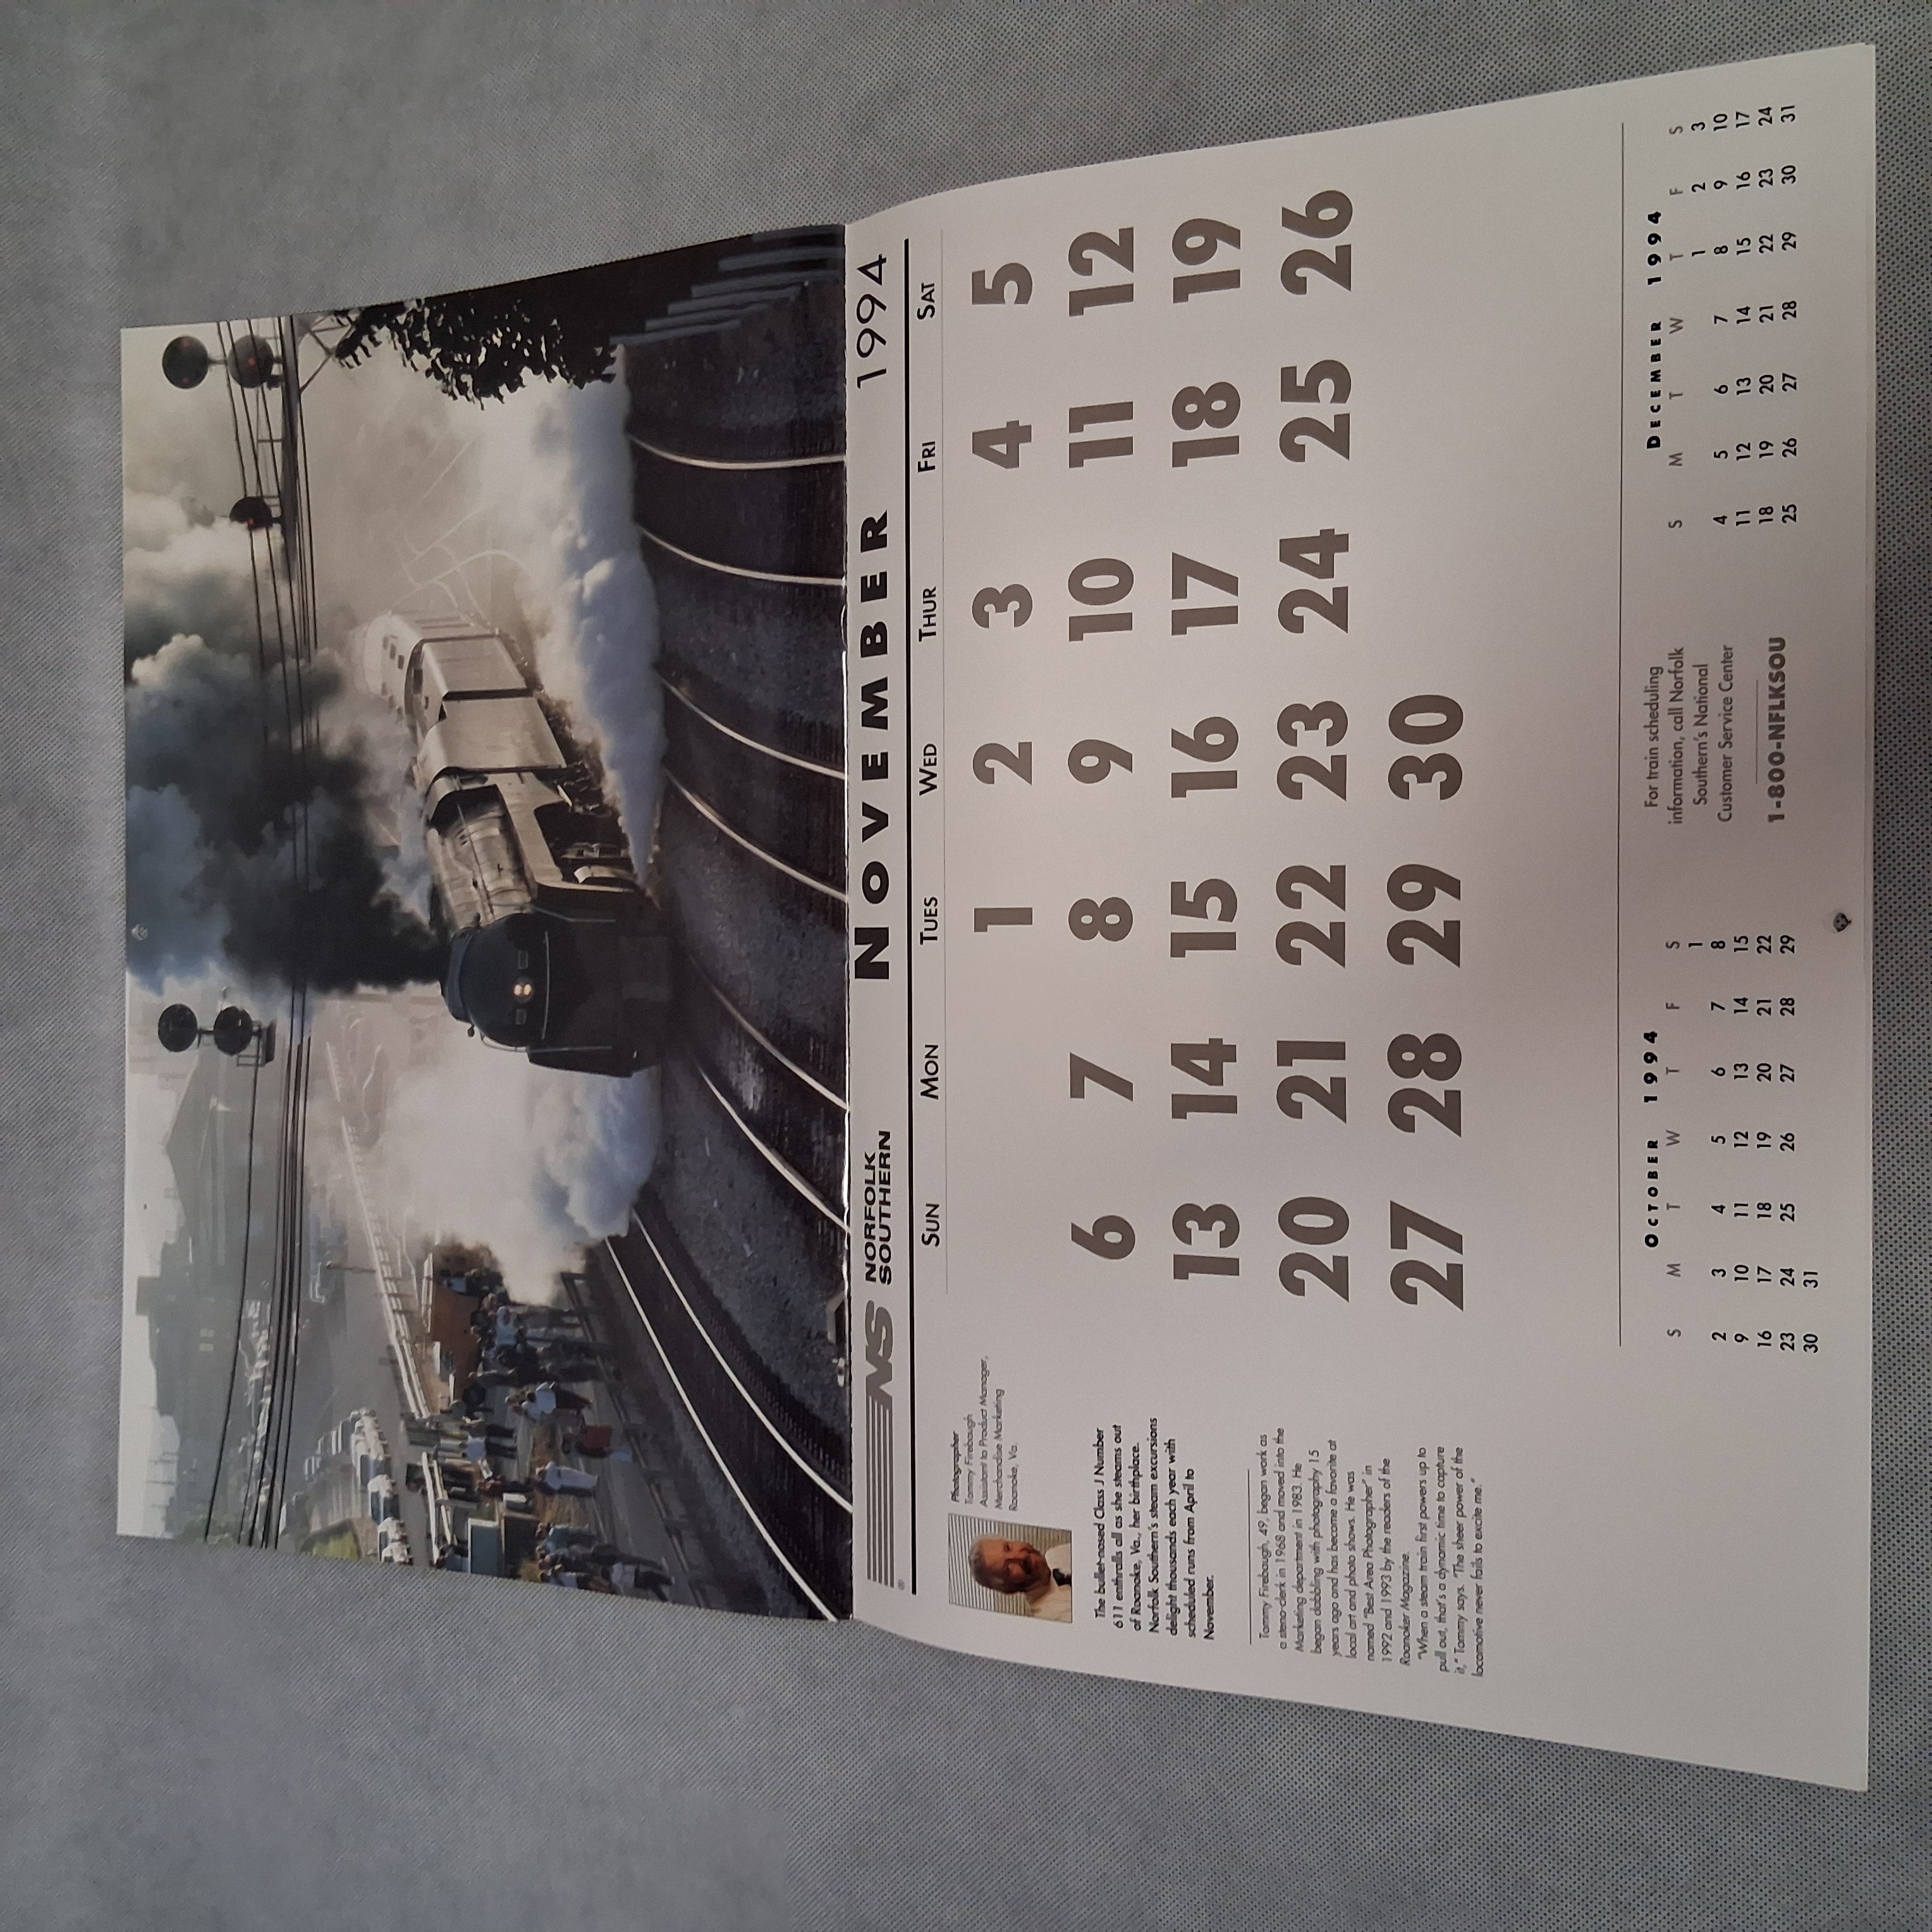 NS NORFOLK
SOUTHERN
®
NOVEMBER 1994
SUN MON TUES WED THUR FRI SAT
1 2 3 4 5
6 7 8 9 10 11 12
13 14 15 16 17 18 19
20 21 22 23 24 25 26
27 28 29 30
Photographer
Tommy Firebaugh
Assistant to Product Manager,
Merchandise Marketing
Roanoke, Va.
The bullet-nosed Class J Number
611 enthralls all as she steams out
of Roanoke, Va., her birthplace.
Norfolk Southern's steam excursions
delight thousands each year with
scheduled runs from April to
November.
Tommy Firebaugh, 49, began work as
a steno-clerk in 1968 and moved into the
Marketing department in 1983. He
began dabbling with photography 15
years ago and has become a favorite at
local art and photo shows. He was
named "Best Area Photographer" in
1992 and 1993 by the readers of the
Roanoker Magazine.
"When a steam train first powers up to
pull out, that's a dynamic time to capture
it," Tommy says. "The sheer power of the
locomotive never fails to excite me."
OCTOBER 1994
S M T W T F S
1
2 3 4 5 6 7 8
9 10 11 12 13 14 15
16 17 18 19 20 21 22
23 24 25 26 27 28 29
30 31
For train scheduling
information, call Norfolk
Southern's National
Customer Service Center
1-800-NFLKSOU
DECEMBER 1994
S M T W T F S
1 2 3
4 5 6 7 8 9 10
11 12 13 14 15 16 17
18 19 20 21 22 23 24
25 26 27 28 29 30 31